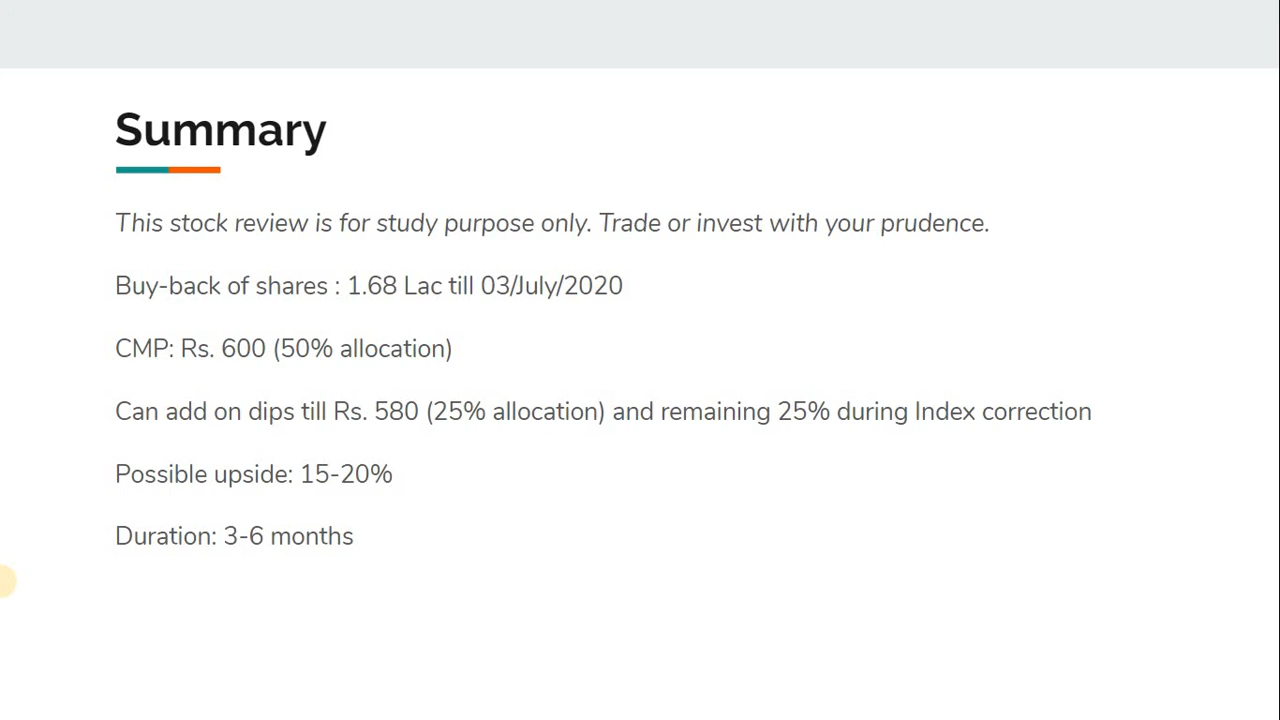 Summary
This stock review is for study purpose only. Trade or invest with your prudence.
Buy-back of shares : 1.68 Lac till 03/July/2020
CMP: Rs. 600 (50% allocation)
Can add on dips till Rs. 580 (25% allocation) and remaining 25% during Index correction
Possible upside: 15-20%
Duration: 3-6 months